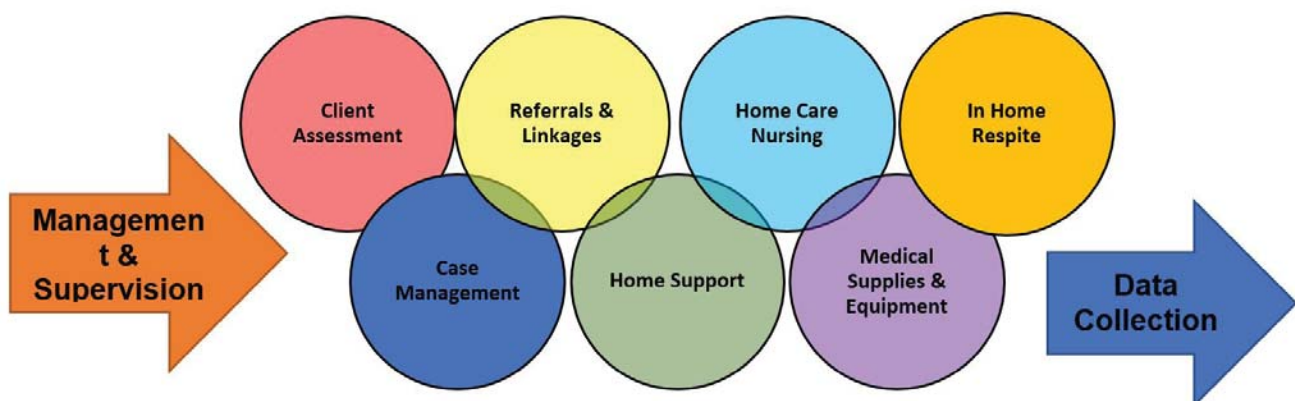 Managemen
t &
Supervision
Client
Assessment
Referrals &
Linkages
Home Care
Nursing
In Home
Respite
Case
Management
Home Support
Medical
Supplies &
Equipment
Data
Collection